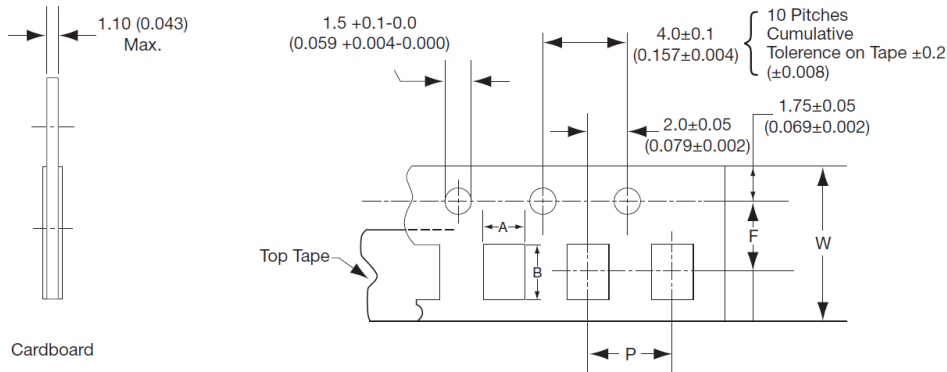 1.10 (0.043)
Max.
1.5 +0.1-0.0
(0.059 +0.004-0.000)
4.0±0.1
(0.157±0.004)
10 Pitches
Cumulative
Tolerence on Tape ±0.2
(±0.008)
1.75±0.05
(0.069±0.002)
2.0±0.05
(0.079±0.002)
A
B
F
W
Top Tape
P
Cardboard